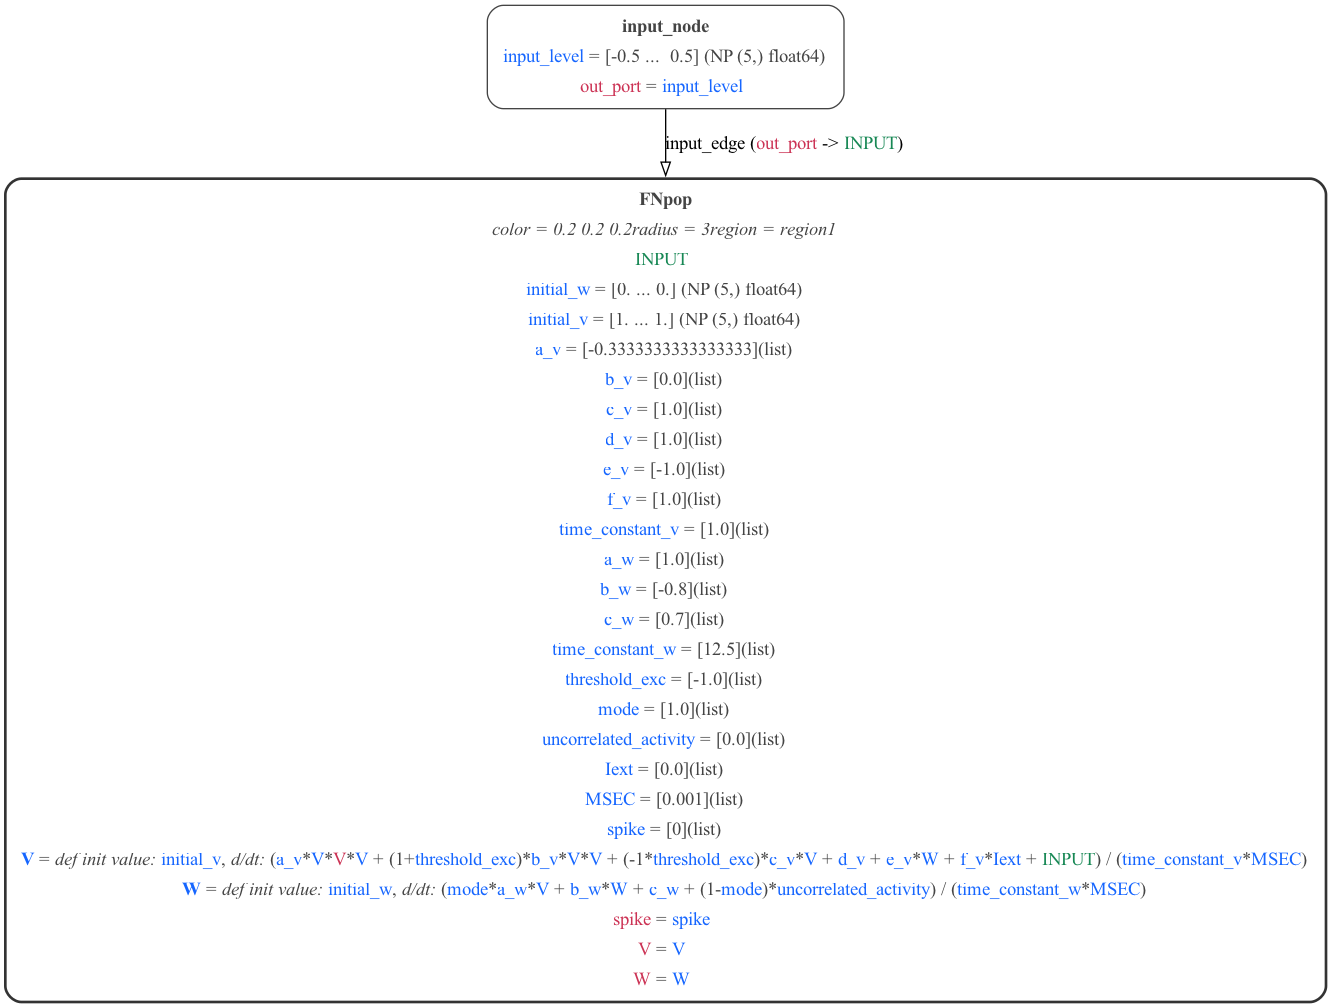 input_node
input_level = [-0.5 ... 0.5] (NP (5,) float64)
out_port = input_level
input_edge (out_port -> INPUT)
FNpop
color = 0.2 0.2 0.2radius = 3region = region1
INPUT
initial_w = [0. ... 0.] (NP (5,) float64)
initial_v = [1. ... 1.] (NP (5,) float64)
a_v = [-0.3333333333333333](list)
b_v = [0.0](list)
c_v = [1.0](list)
d_v = [1.0](list)
e_v = [-1.0](list)
f_v = [1.0](list)
time_constant_v = [1.0](list)
a_w = [1.0](list)
b_w = [-0.8](list)
c_w = [0.7](list)
time_constant_w = [12.5](list)
threshold_exc = [-1.0](list)
mode = [1.0](list)
uncorrelated_activity = [0.0](list)
Iext = [0.0](list)
MSEC = [0.001](list)
spike = [0](list)
V = def init value: initial_v, d/dt: (a_v*V*V*V + (1+threshold_exc)*b_v*V*V + (-1*threshold_exc)*c_v*V + d_v + e_v*W + f_v*Iext + INPUT) / (time_constant_v*MSEC)
W = def init value: initial_w, d/dt: (mode*a_w*V + b_w*W + c_w + (1-mode)*uncorrelated_activity) / (time_constant_w*MSEC)
spike = spike
V = V
W = W